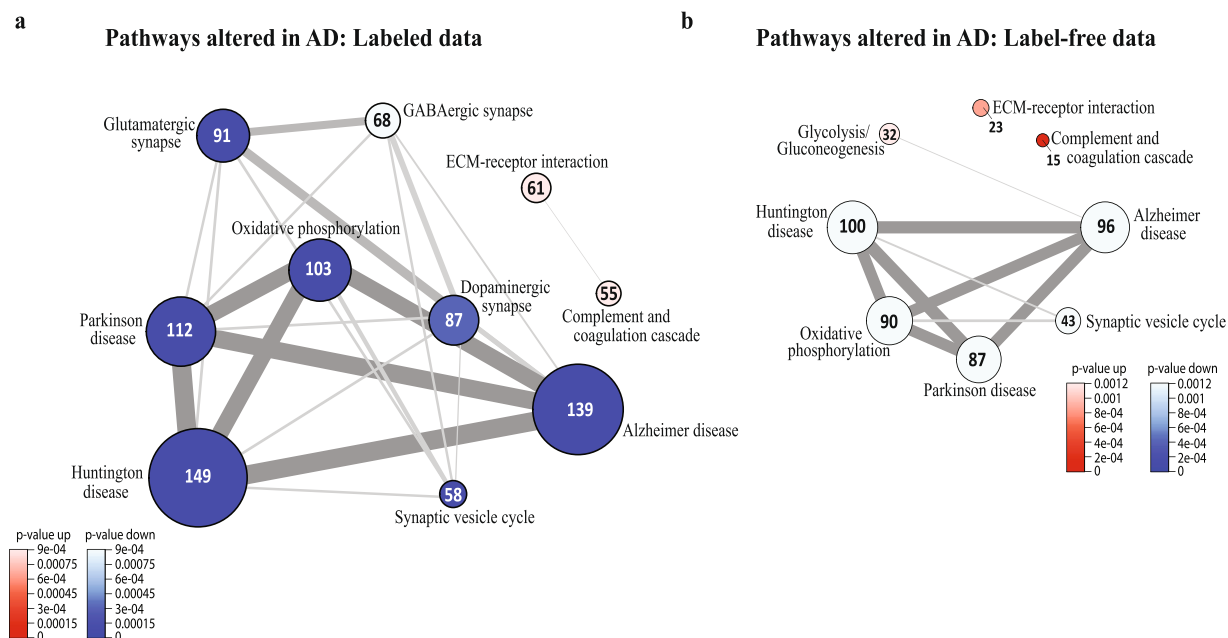 a
Pathways altered in AD: Labeled data
GABAergic synapse
68
Glutamatergic
synapse
91
ECM-receptor interaction
61
Oxidative phosphorylation
103
Dopaminergic
synapse
87
55
Complement and
coagulation cascade
Parkinson
disease
112
139
Alzheimer disease
Huntington
disease
149
58
Synaptic vesicle cycle
p-value up
9e-04
0.00075
6e-04
0.00045
3e-04
0.00015
0
p-value down
9e-04
0.00075
6e-04
0.00045
3e-04
0.00015
0
b
Pathways altered in AD: Label-free data
ECM-receptor interaction
23
Glycolysis/
Gluconeogenesis
32
Complement and
coagulation cascade
15
Huntington
disease
100
96
Alzheimer
disease
90
Oxidative
phosphorylation
43
Synaptic vesicle cycle
87
Parkinson disease
p-value up
0.0012
0.001
8e-04
6e-04
4e-04
2e-04
0
p-value down
0.0012
0.001
8e-04
6e-04
4e-04
2e-04
0